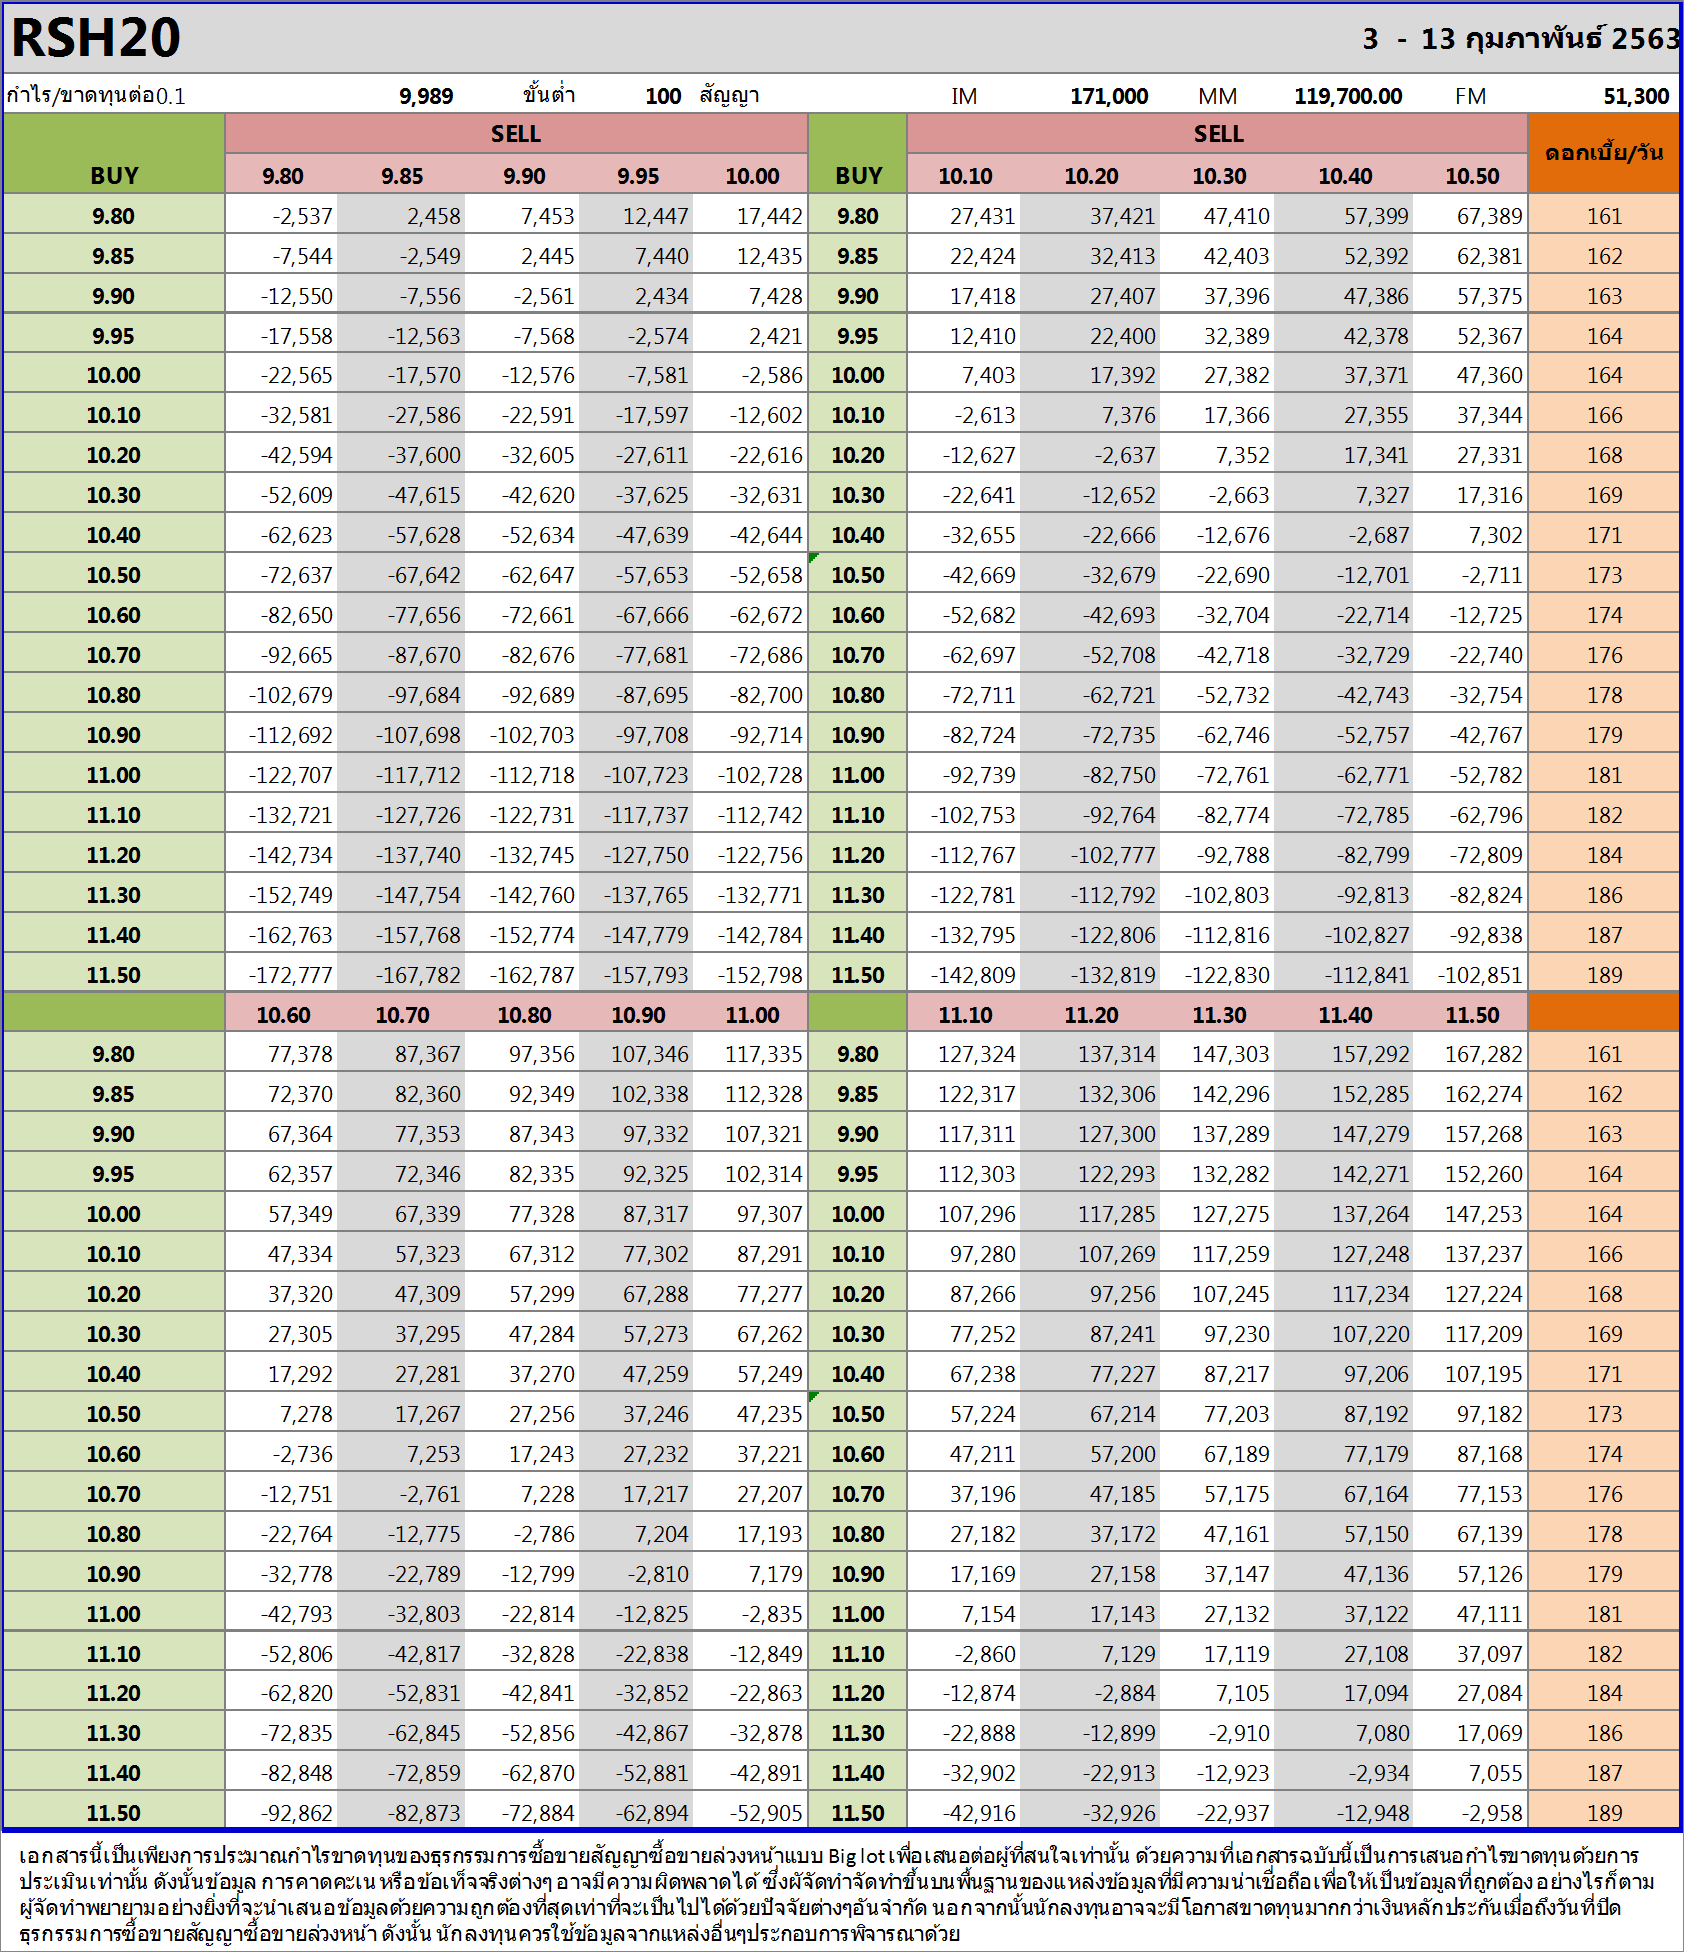 RSH20 3 - 13 กุมภาพันธ์ 2563
กำไร/ขาดทุนต่อ0.1 9,989 ขั้นต่ำ 100 สัญญา IM 171,000 MM 119,700.00 FM 51,300
SELL SELL
BUY 9.80 9.85 9.90 9.95 10.00 BUY 10.10 10.20 10.30 10.40 10.50 ดอกเบี้ย/วัน
9.80 -2,537 2,458 7,453 12,447 17,442 9.80 27,431 37,421 47,410 57,399 67,389 161
9.85 -7,544 -2,549 2,445 7,440 12,435 9.85 22,424 32,413 42,403 52,392 62,381 162
9.90 -12,550 -7,556 -2,561 2,434 7,428 9.90 17,418 27,407 37,396 47,386 57,375 163
9.95 -17,558 -12,563 -7,568 -2,574 2,421 9.95 12,410 22,400 32,389 42,378 52,367 164
10.00 -22,565 -17,570 -12,576 -7,581 -2,586 10.00 7,403 17,392 27,382 37,371 47,360 164
10.10 -32,581 -27,586 -22,591 -17,597 -12,602 10.10 -2,613 7,376 17,366 27,355 37,344 166
10.20 -42,594 -37,600 -32,605 -27,611 -22,616 10.20 -12,627 -2,637 7,352 17,341 27,331 168
10.30 -52,609 -47,615 -42,620 -37,625 -32,631 10.30 -22,641 -12,652 -2,663 7,327 17,316 169
10.40 -62,623 -57,628 -52,634 -47,639 -42,644 10.40 -32,655 -22,666 -12,676 -2,687 7,302 171
10.50 -72,637 -67,642 -62,647 -57,653 -52,658 10.50 -42,669 -32,679 -22,690 -12,701 -2,711 173
10.60 -82,650 -77,656 -72,661 -67,666 -62,672 10.60 -52,682 -42,693 -32,704 -22,714 -12,725 174
10.70 -92,665 -87,670 -82,676 -77,681 -72,686 10.70 -62,697 -52,708 -42,718 -32,729 -22,740 176
10.80 -102,679 -97,684 -92,689 -87,695 -82,700 10.80 -72,711 -62,721 -52,732 -42,743 -32,754 178
10.90 -112,692 -107,698 -102,703 -97,708 -92,714 10.90 -82,724 -72,735 -62,746 -52,757 -42,767 179
11.00 -122,707 -117,712 -112,718 -107,723 -102,728 11.00 -92,739 -82,750 -72,761 -62,771 -52,782 181
11.10 -132,721 -127,726 -122,731 -117,737 -112,742 11.10 -102,753 -92,764 -82,774 -72,785 -62,796 182
11.20 -142,734 -137,740 -132,745 -127,750 -122,756 11.20 -112,767 -102,777 -92,788 -82,799 -72,809 184
11.30 -152,749 -147,754 -142,760 -137,765 -132,771 11.30 -122,781 -112,792 -102,803 -92,813 -82,824 186
11.40 -162,763 -157,768 -152,774 -147,779 -142,784 11.40 -132,795 -122,806 -112,816 -102,827 -92,838 187
11.50 -172,777 -167,782 -162,787 -157,793 -152,798 11.50 -142,809 -132,819 -122,830 -112,841 -102,851 189
10.60 10.70 10.80 10.90 11.00 11.10 11.20 11.30 11.40 11.50
9.80 77,378 87,367 97,356 107,346 117,335 9.80 127,324 137,314 147,303 157,292 167,282 161
9.85 72,370 82,360 92,349 102,338 112,328 9.85 122,317 132,306 142,296 152,285 162,274 162
9.90 67,364 77,353 87,343 97,332 107,321 9.90 117,311 127,300 137,289 147,279 157,268 163
9.95 62,357 72,346 82,335 92,325 102,314 9.95 112,303 122,293 132,282 142,271 152,260 164
10.00 57,349 67,339 77,328 87,317 97,307 10.00 107,296 117,285 127,275 137,264 147,253 164
10.10 47,334 57,323 67,312 77,302 87,291 10.10 97,280 107,269 117,259 127,248 137,237 166
10.20 37,320 47,309 57,299 67,288 77,277 10.20 87,266 97,256 107,245 117,234 127,224 168
10.30 27,305 37,295 47,284 57,273 67,262 10.30 77,252 87,241 97,230 107,220 117,209 169
10.40 17,292 27,281 37,270 47,259 57,249 10.40 67,238 77,227 87,217 97,206 107,195 171
10.50 7,278 17,267 27,256 37,246 47,235 10.50 57,224 67,214 77,203 87,192 97,182 173
10.60 -2,736 7,253 17,243 27,232 37,221 10.60 47,211 57,200 67,189 77,179 87,168 174
10.70 -12,751 -2,761 7,228 17,217 27,207 10.70 37,196 47,185 57,175 67,164 77,153 176
10.80 -22,764 -12,775 -2,786 7,204 17,193 10.80 27,182 37,172 47,161 57,150 67,139 178
10.90 -32,778 -22,789 -12,799 -2,810 7,179 10.90 17,169 27,158 37,147 47,136 57,126 179
11.00 -42,793 -32,803 -22,814 -12,825 -2,835 11.00 7,154 17,143 27,132 37,122 47,111 181
11.10 -52,806 -42,817 -32,828 -22,838 -12,849 11.10 -2,860 7,129 17,119 27,108 37,097 182
11.20 -62,820 -52,831 -42,841 -32,852 -22,863 11.20 -12,874 -2,884 7,105 17,094 27,084 184
11.30 -72,835 -62,845 -52,856 -42,867 -32,878 11.30 -22,888 -12,899 -2,910 7,080 17,069 186
11.40 -82,848 -72,859 -62,870 -52,881 -42,891 11.40 -32,902 -22,913 -12,923 -2,934 7,055 187
11.50 -92,862 -82,873 -72,884 -62,894 -52,905 11.50 -42,916 -32,926 -22,937 -12,948 -2,958 189
เอกสารนี้เป็นเพียงการประมาณกำไรขาดทุนของธุรกรรมการซื้อขายสัญญาซื้อขายล่วงหน้าแบบ Big lot เพื่อเสนอต่อผู้ที่สนใจเท่านั้น ด้วยความที่เอกสารฉบับนี้เป็นการเสนอกำไรขาดทุนด้วยการ
ประเมินเท่านั้น ดังนั้นข้อมูล การคาดคะเน หรือข้อเท็จจริงต่างๆ อาจมีความผิดพลาดได้ ซึ่งผู้จัดทำจัดทำขึ้นบนพื้นฐานของแหล่งข้อมูลที่มีความน่าเชื่อถือเพื่อให้เป็นข้อมูลที่ถูกต้อง อย่างไรก็ตาม
ผู้จัดทำพยายามอย่างยิ่งที่จะนำเสนอข้อมูลด้วยความถูกต้องที่สุดเท่าที่จะเป็นไปได้ด้วยปัจจัยต่างๆอันจำกัด นอกจากนั้นนักลงทุนอาจจะมีโอกาสขาดทุนมากกว่าเงินหลักประกันเมื่อถึงวันที่ปิด
ธุรกรรมการซื้อขายสัญญาซื้อขายล่วงหน้า ดังนั้น นักลงทุนควรใช้ข้อมูลจากแหล่งอื่นๆประกอบการพิจารณาด้วย